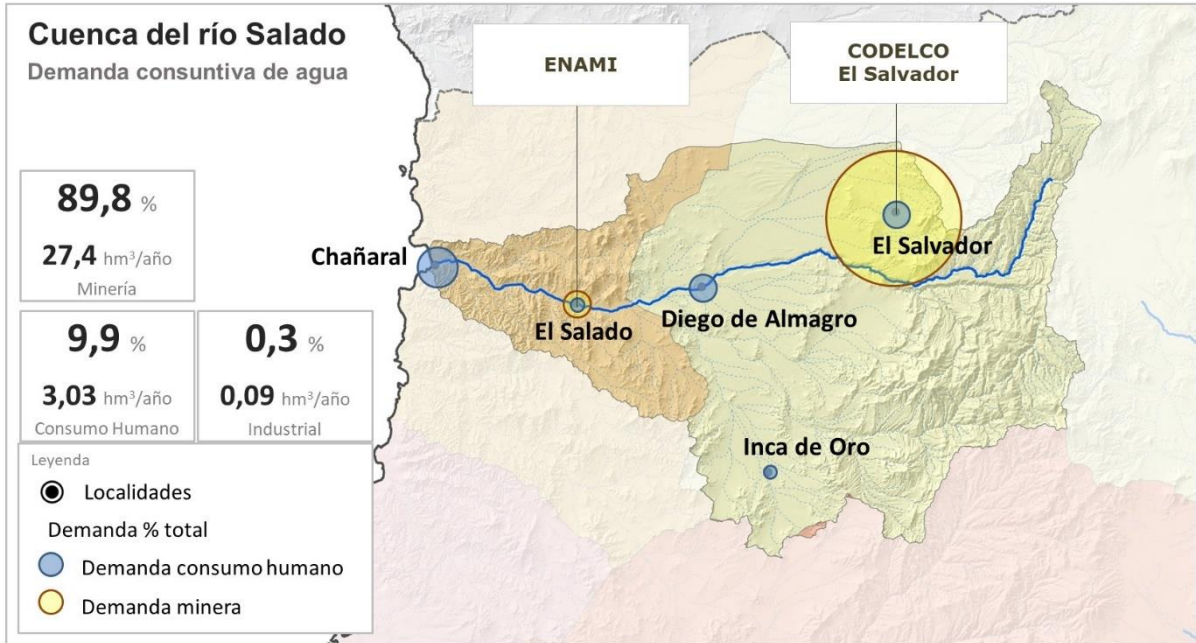 Cuenca del río Salado
Demanda consuntiva de agua
ENAMI
CODELCO
El Salvador
89,8 %
27,4 hm³/año
Minería
9,9 %
3,03 hm³/año
Consumo Humano
0,3 %
0,09 hm³/año
Industrial
Chañaral
El Salado
Diego de Almagro
El Salvador
Inca de Oro
Leyenda
Localidades
Demanda % total
Demanda consumo humano
Demanda minera